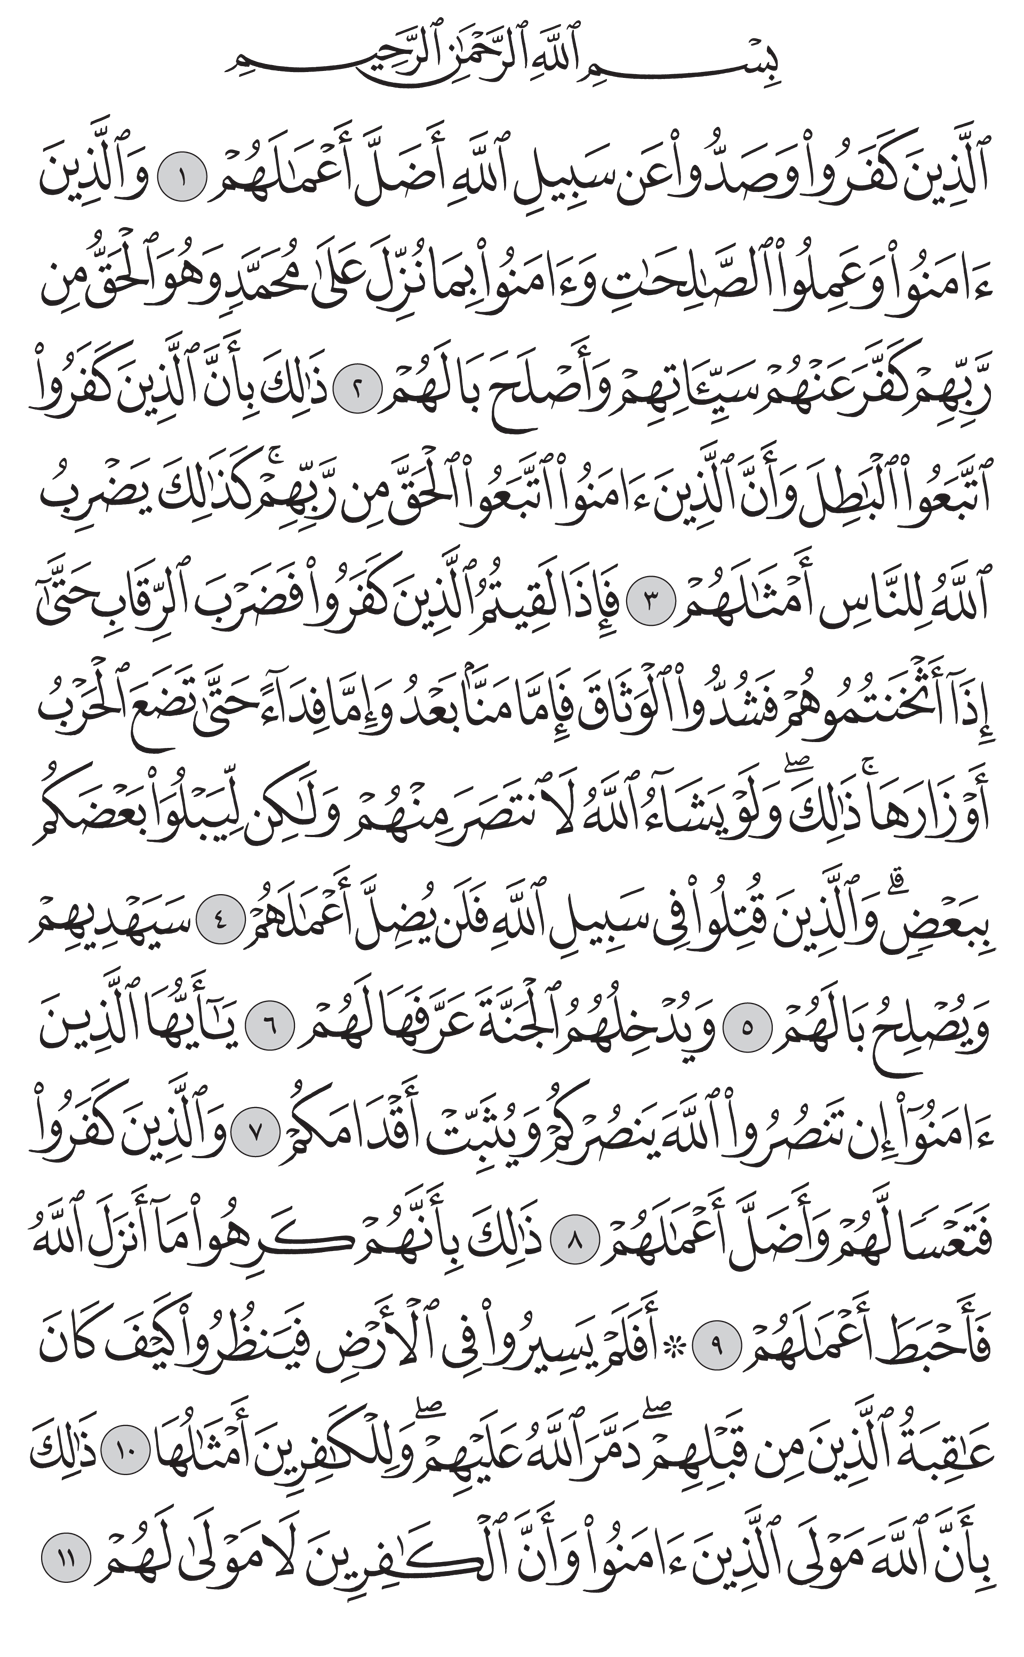 بِسْمِ ٱللَّهِ ٱلرَّحْمَٰنِ ٱلرَّحِيمِ
ٱلَّذِينَ كَفَرُوا۟ وَصَدُّوا۟ عَن سَبِيلِ ٱللَّهِ أَضَلَّ أَعْمَٰلَهُمْ ١ وَٱلَّذِينَ
ءَامَنُوا۟ وَعَمِلُوا۟ ٱلصَّٰلِحَٰتِ وَءَامَنُوا۟ بِمَا نُزِّلَ عَلَىٰ مُحَمَّدٍ وَهُوَ ٱلْحَقُّ مِن
رَّبِّهِمْ كَفَّرَ عَنْهُمْ سَيِّـَٔاتِهِمْ وَأَصْلَحَ بَالَهُمْ ٢ ذَٰلِكَ بِأَنَّ ٱلَّذِينَ كَفَرُوا۟
ٱتَّبَعُوا۟ ٱلْبَٰطِلَ وَأَنَّ ٱلَّذِينَ ءَامَنُوا۟ ٱتَّبَعُوا۟ ٱلْحَقَّ مِن رَّبِّهِمْ ۚ كَذَٰلِكَ يَضْرِبُ
ٱللَّهُ لِلنَّاسِ أَمْثَٰلَهُمْ ٣ فَإِذَا لَقِيتُمُ ٱلَّذِينَ كَفَرُوا۟ فَضَرْبَ ٱلرِّقَابِ حَتَّىٰٓ
إِذَآ أَثْخَنتُمُوهُمْ فَشُدُّوا۟ ٱلْوَثَاقَ فَإِمَّا مَنًّۢا بَعْدُ وَإِمَّا فِدَآءً حَتَّىٰ تَضَعَ ٱلْحَرْبُ
أَوْزَارَهَا ۚ ذَٰلِكَ ۖ وَلَوْ يَشَآءُ ٱللَّهُ لَٱنتَصَرَ مِنْهُمْ وَلَٰكِن لِّيَبْلُوَا۟ بَعْضَكُم
بِبَعْضٍ ۗ وَٱلَّذِينَ قُتِلُوا۟ فِى سَبِيلِ ٱللَّهِ فَلَن يُضِلَّ أَعْمَٰلَهُمْ ٤ سَيَهْدِيهِمْ
وَيُصْلِحُ بَالَهُمْ ٥ وَيُدْخِلُهُمُ ٱلْجَنَّةَ عَرَّفَهَا لَهُمْ ٦ يَٰٓأَيُّهَا ٱلَّذِينَ
ءَامَنُوٓا۟ إِن تَنصُرُوا۟ ٱللَّهَ يَنصُرْكُمْ وَيُثَبِّتْ أَقْدَامَكُمْ ٧ وَٱلَّذِينَ كَفَرُوا۟
فَتَعْسًا لَّهُمْ وَأَضَلَّ أَعْمَٰلَهُمْ ٨ ذَٰلِكَ بِأَنَّهُمْ كَرِهُوا۟ مَآ أَنزَلَ ٱللَّهُ
فَأَحْبَطَ أَعْمَٰلَهُمْ ٩ ۞ أَفَلَمْ يَسِيرُوا۟ فِى ٱلْأَرْضِ فَيَنظُرُوا۟ كَيْفَ كَانَ
عَٰقِبَةُ ٱلَّذِينَ مِن قَبْلِهِمْ ۖ دَمَّرَ ٱللَّهُ عَلَيْهِمْ ۖ وَلِلْكَٰفِرِينَ أَمْثَٰلُهَا ١٠ ذَٰلِكَ
بِأَنَّ ٱللَّهَ مَوْلَى ٱلَّذِينَ ءَامَنُوا۟ وَأَنَّ ٱلْكَٰفِرِينَ لَا مَوْلَىٰ لَهُمْ ١١